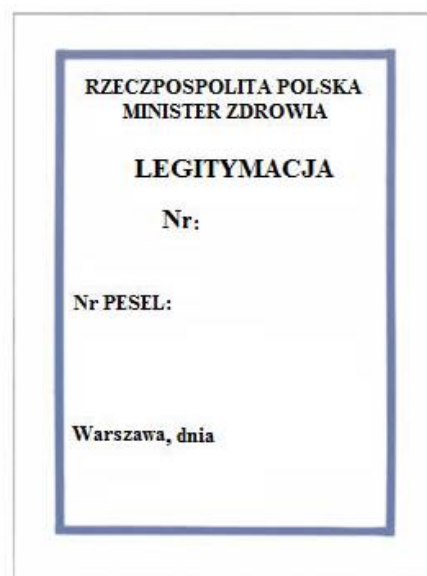 RZECZPOSPOLITA POLSKA
MINISTER ZDROWIA
LEGITYMACJA
Nr:
Nr PESEL:
Warszawa, dnia